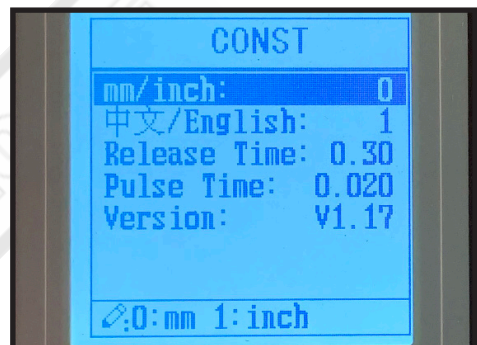 CONST
mm/inch: 0
中文/English: 1
Release Time: 0.30
Pulse Time: 0.020
Version: V1.17
:0:mm 1:inch